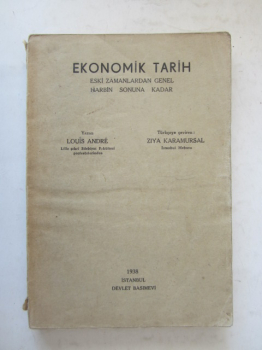 EKONOMİK TARİH
ESKİ ZAMANLARDAN GENEL
HARBİN SONUNA KADAR
Yazan
LOUİS ANDRÉ
Türkçeye çeviren:
ZİYA KARAMURSAL
1938
İSTANBUL
DEVLET BASIMEVİ